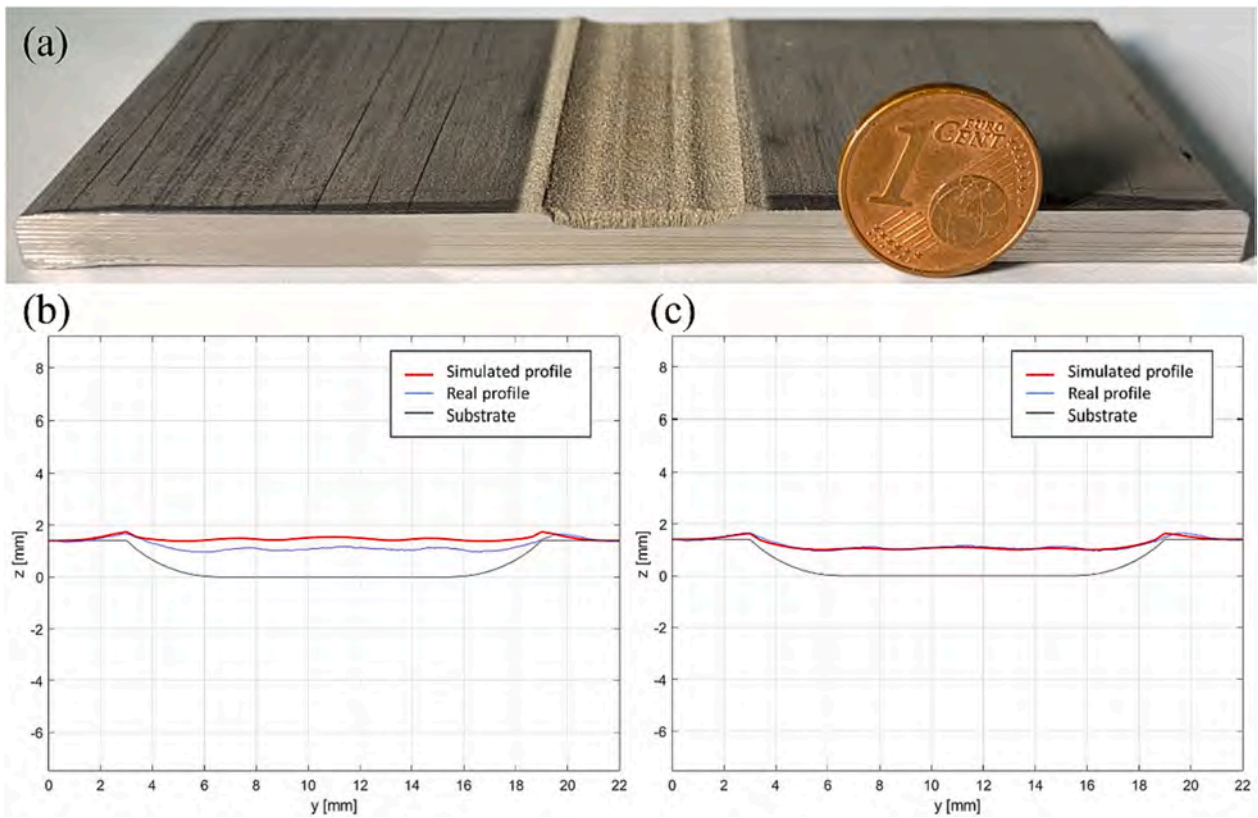 (a)
1
EURO
CENT
(b)
(c)
Simulated profile
Real profile
Substrate
Simulated profile
Real profile
Substrate
8
6
4
2
0
-2
-4
-6
z [mm]
0 2 4 6 8 10 12 14 16 18 20 22
y [mm]
8
6
4
2
0
-2
-4
-6
z [mm]
0 2 4 6 8 10 12 14 16 18 20 22
y [mm]